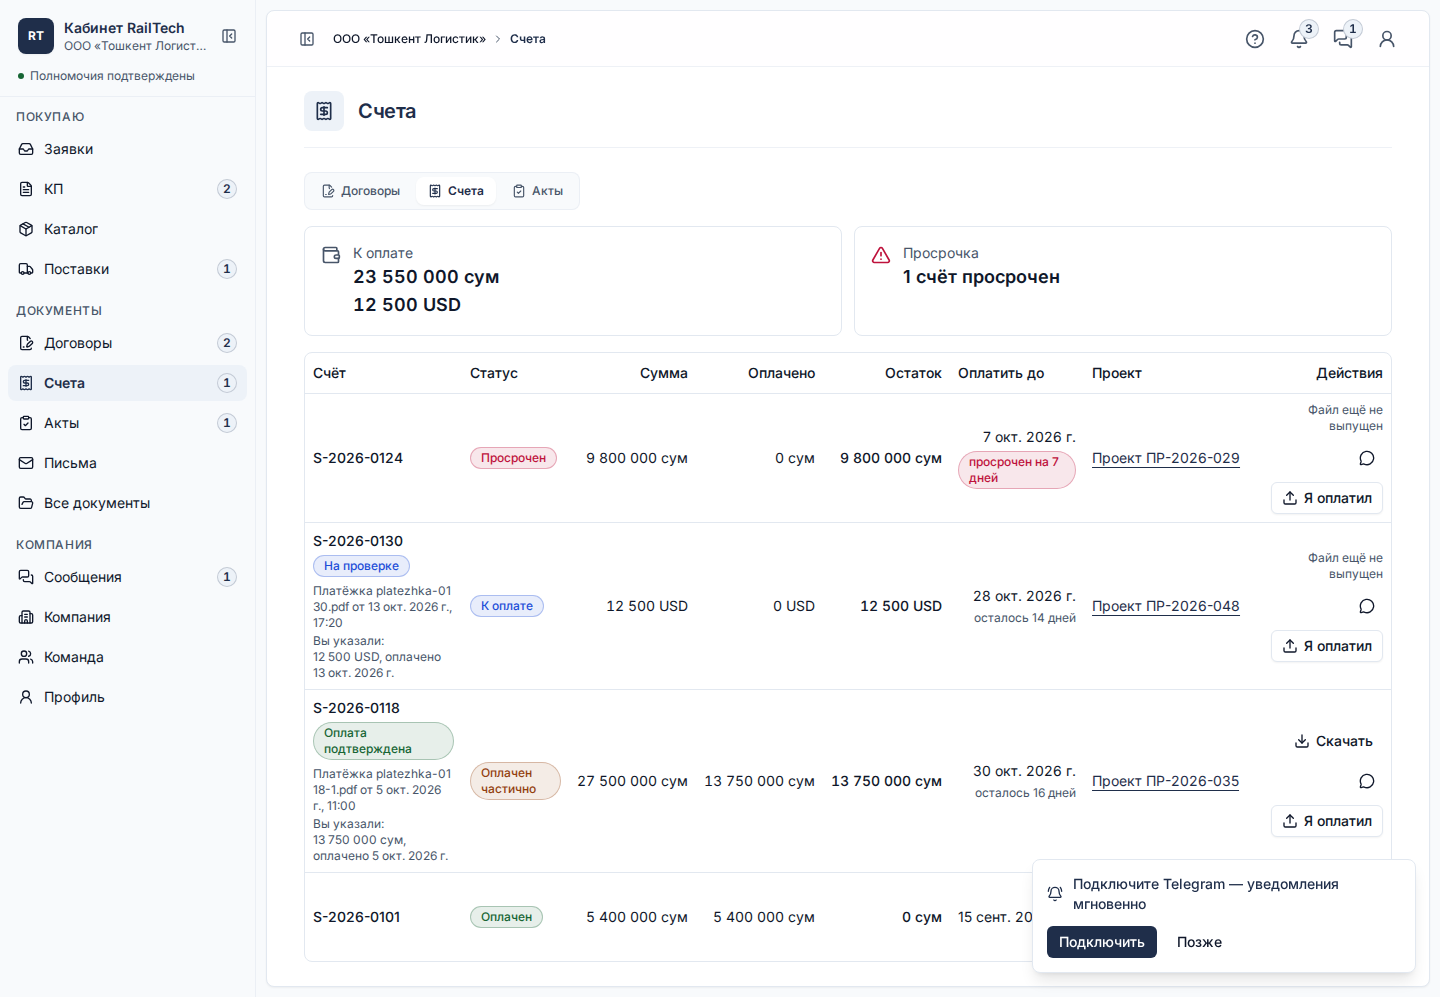 RT
Кабинет RailTech
ООО «Тошкент Логист...
Полномочия подтверждены
ПОКУПАЮ
Заявки
КП 2
Каталог
Поставки 1
ДОКУМЕНТЫ
Договоры 2
Счета 1
Акты 1
Письма
Все документы
КОМПАНИЯ
Сообщения 1
Компания
Команда
Профиль
ООО «Тошкент Логистик» > Счета
3
1
Счета
Договоры Счета Акты
К оплате
23 550 000 сум
12 500 USD
Просрочка
1 счёт просрочен
Счёт Статус Сумма Оплачено Остаток Оплатить до Проект Действия
S-2026-0124
Просрочен
9 800 000 сум
0 сум
9 800 000 сум
7 окт. 2026 г.
просрочен на 7
дней
Проект ПР-2026-029
Файл ещё не
выпущен
Я оплатил
S-2026-0130
На проверке
Платёжка platezhka-01
30.pdf от 13 окт. 2026 г.,
17:20
Вы указали:
12 500 USD, оплачено
13 окт. 2026 г.
К оплате
12 500 USD
0 USD
12 500 USD
28 окт. 2026 г.
осталось 14 дней
Проект ПР-2026-048
Файл ещё не
выпущен
Я оплатил
S-2026-0118
Оплата
подтверждена
Платёжка platezhka-01
18-1.pdf от 5 окт. 2026
г., 11:00
Вы указали:
13 750 000 сум,
оплачено 5 окт. 2026 г.
Оплачен
частично
27 500 000 сум
13 750 000 сум
13 750 000 сум
30 окт. 2026 г.
осталось 16 дней
Проект ПР-2026-035
Скачать
Я оплатил
S-2026-0101
Оплачен
5 400 000 сум
5 400 000 сум
0 сум
15 сент. 20
Подключите Telegram — уведомления
мгновенно
Подключить
Позже